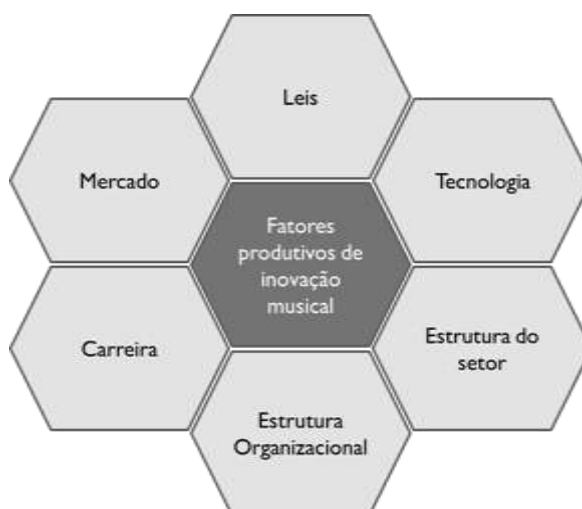 Leis
Mercado
Tecnologia
Fatores
produtivos de
inovação
musical
Carreira
Estrutura do
setor
Estrutura
Organizacional